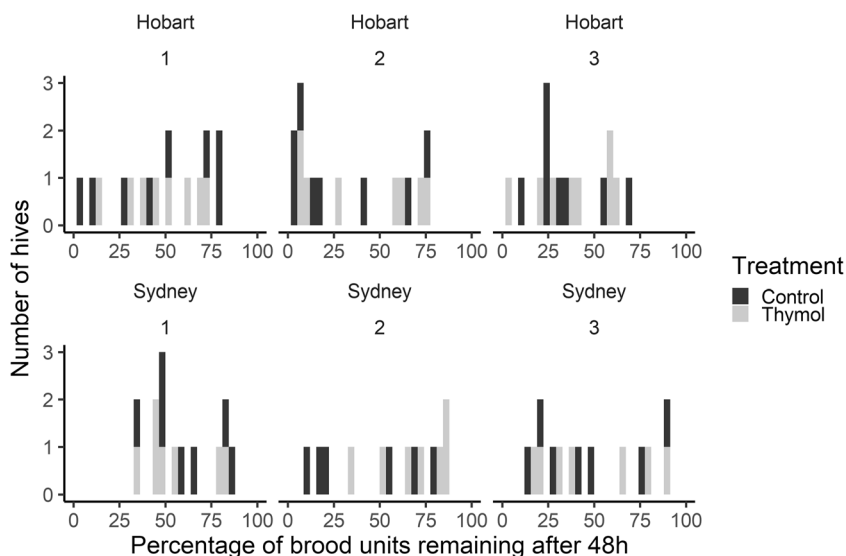 Hobart Hobart Hobart
1 2 3
3
2
1
0
0 25 50 75 100 0 25 50 75 100 0 25 50 75 100
Sydney Sydney Sydney
1 2 3
3
2
1
0
0 25 50 75 100 0 25 50 75 100 0 25 50 75 100
Number of hives
Percentage of brood units remaining after 48h
Treatment
Control
Thymol